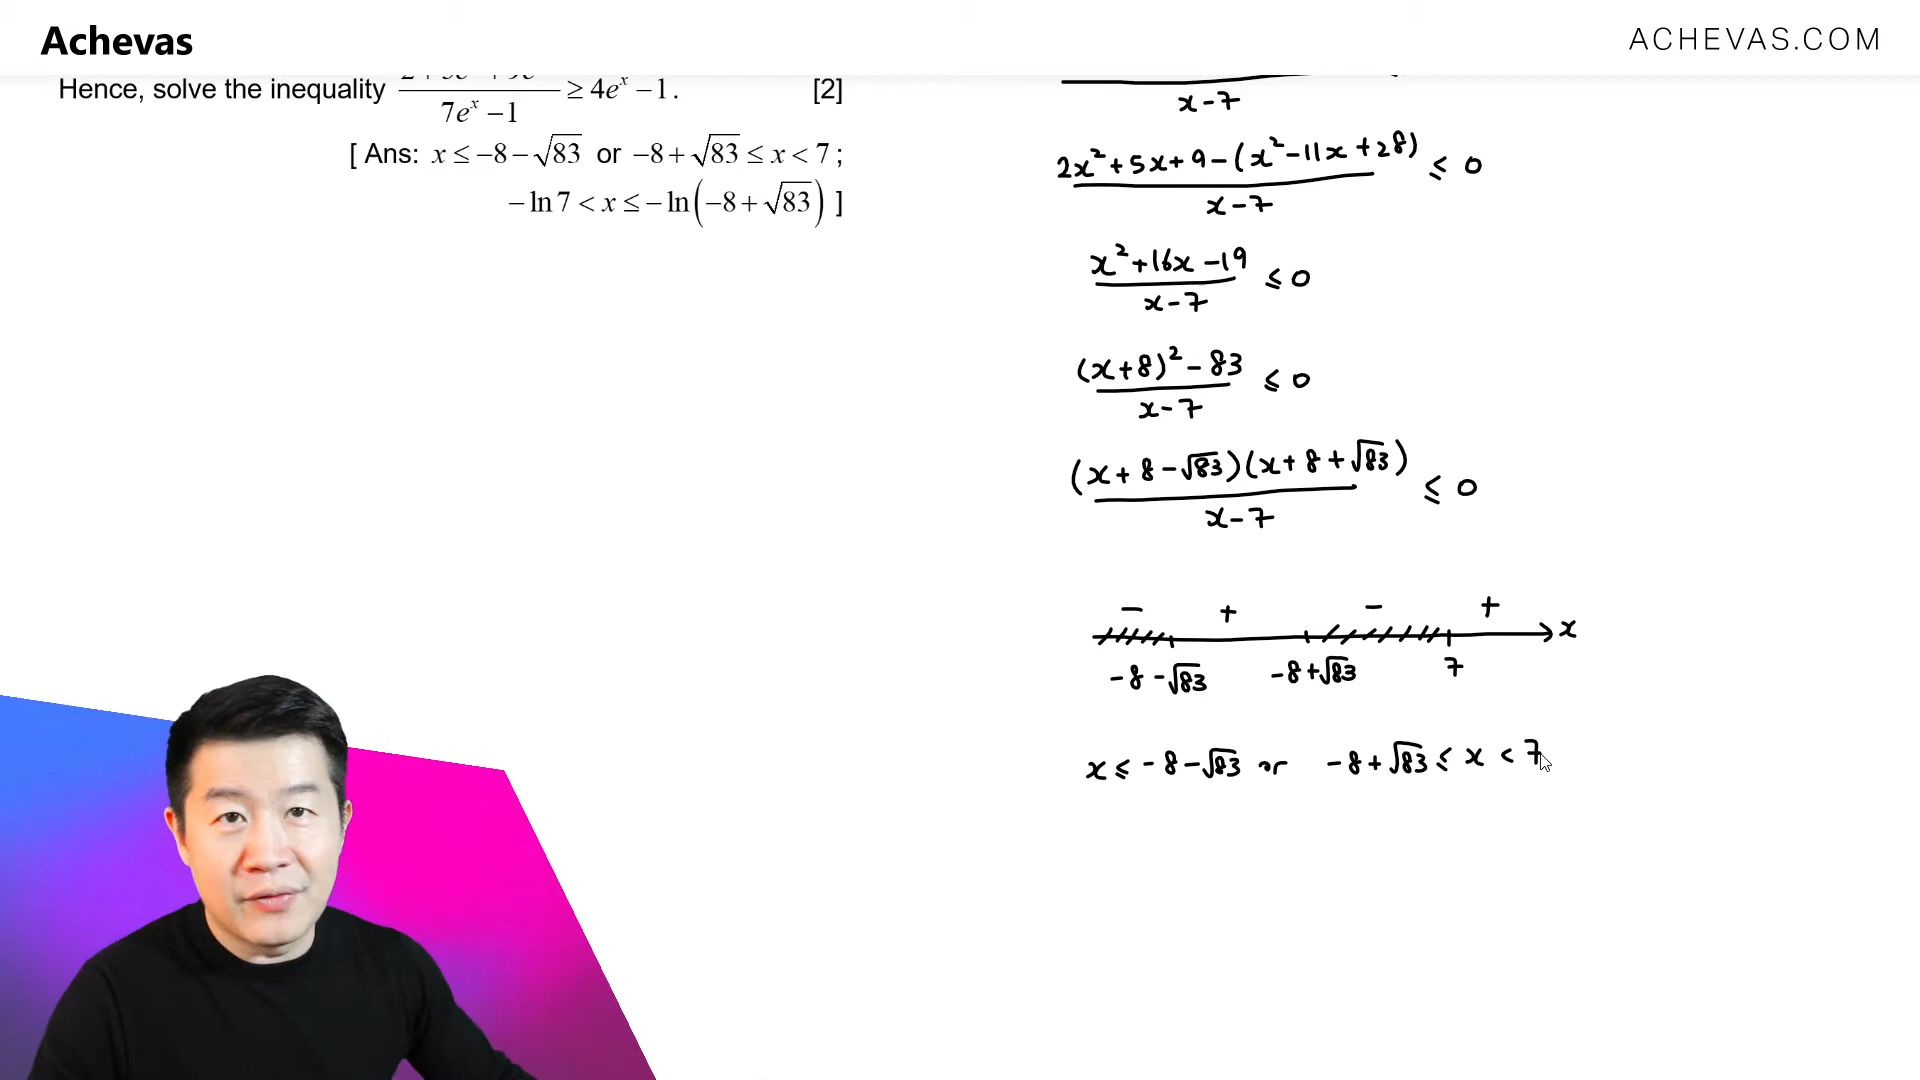 Achevas
ACHEVAS.COM
Hence, solve the inequality / 7e^x − 1 ≥ 4e^x − 1. [2]
[ Ans: x ≤ −8 − √83 or −8 + √83 ≤ x < 7 ;
− ln 7 < x ≤ − ln(−8 + √83) ]
x − 7
2x² + 5x + 9 − (x² − 11x + 28) / x − 7 ≤ 0
x² + 16x − 19 / x − 7 ≤ 0
(x + 8)² − 83 / x − 7 ≤ 0
(x + 8 − √83)(x + 8 + √83) / x − 7 ≤ 0
− + − +
x
−8 − √83 −8 + √83 7
x ≤ −8 − √83 or −8 + √83 ≤ x < 7